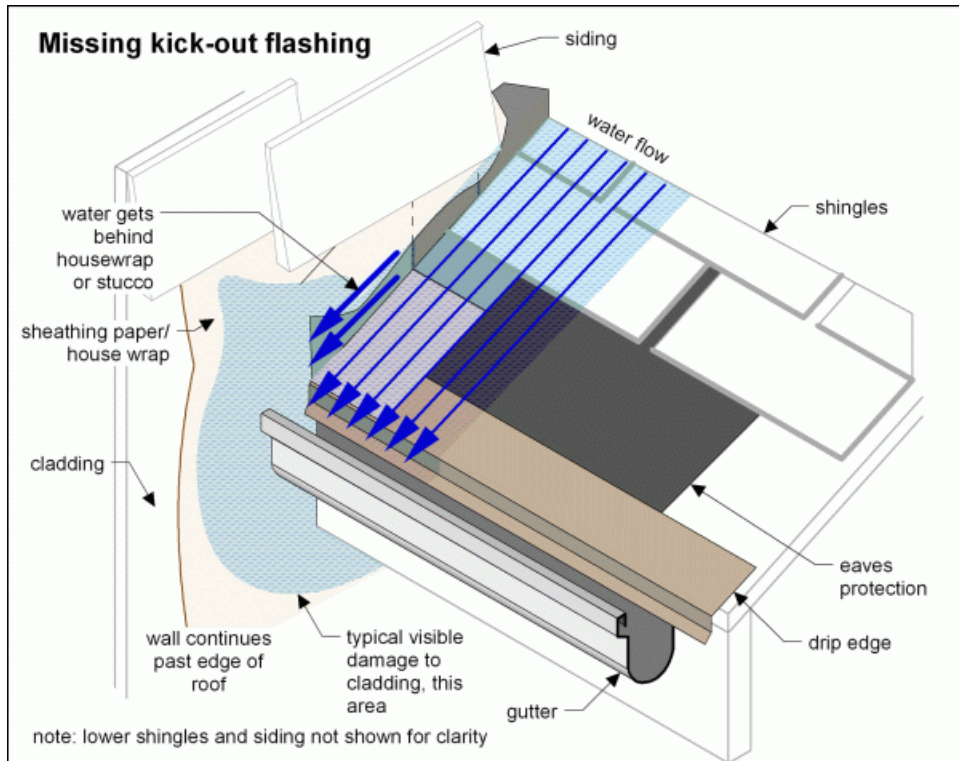 Missing kick-out flashing
siding
water flow
shingles
water gets
behind
housewrap
or stucco
sheathing paper/
house wrap
cladding
eaves
protection
drip edge
wall continues
past edge of
roof
typical visible
damage to
cladding, this
area
gutter
note: lower shingles and siding not shown for clarity